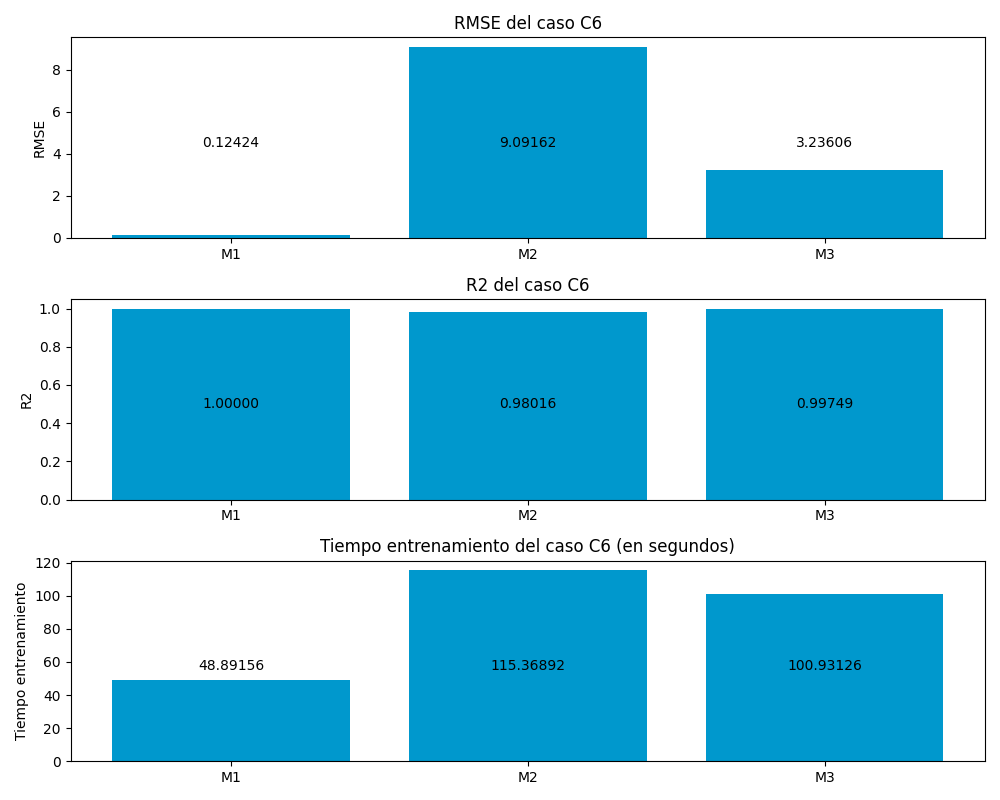 RMSE del caso C6
RMSE
8
6
4
2
0
0.12424
9.09162
3.23606
M1
M2
M3
R2 del caso C6
R2
1.0
0.8
0.6
0.4
0.2
0.0
1.00000
0.98016
0.99749
M1
M2
M3
Tiempo entrenamiento del caso C6 (en segundos)
Tiempo entrenamiento
120
100
80
60
40
20
0
48.89156
115.36892
100.93126
M1
M2
M3